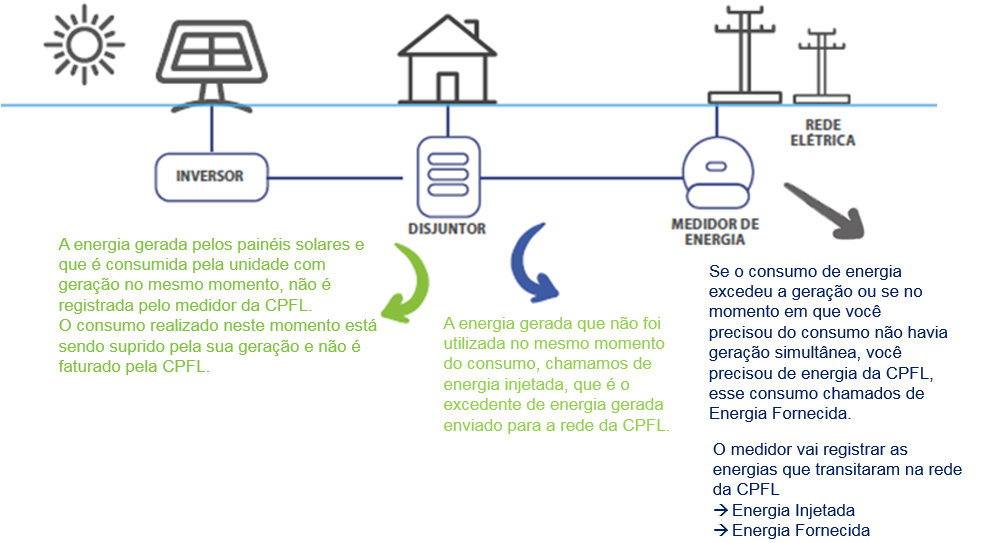 REDE
ELÉTRICA
INVERSOR
DISJUNTOR
MEDIDOR DE
ENERGIA
A energia gerada pelos painéis solares e
que é consumida pela unidade com
geração no mesmo momento, não é
registrada pelo medidor da CPFL.
O consumo realizado neste momento está
sendo suprido pela sua geração e não é
faturado pela CPFL.
A energia gerada que não foi
utilizada no mesmo momento
do consumo, chamamos de
energia injetada, que é o
excedente de energia gerada
enviado para a rede da CPFL.
Se o consumo de energia
excedeu a geração ou se no
momento em que você
precisou do consumo não havia
geração simultânea, você
precisou de energia da CPFL,
esse consumo chamados de
Energia Fornecida.
O medidor vai registrar as
energias que transitaram na rede
da CPFL
→ Energia Injetada
→ Energia Fornecida